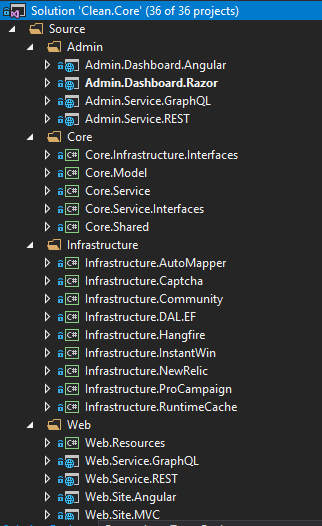 Solution 'Clean.Core' (36 of 36 projects)
Source
Admin
Admin.Dashboard.Angular
Admin.Dashboard.Razor
Admin.Service.GraphQL
Admin.Service.REST
Core
Core.Infrastructure.Interfaces
Core.Model
Core.Service
Core.Service.Interfaces
Core.Shared
Infrastructure
Infrastructure.AutoMapper
Infrastructure.Captcha
Infrastructure.Community
Infrastructure.DAL.EF
Infrastructure.Hangfire
Infrastructure.InstantWin
Infrastructure.NewRelic
Infrastructure.ProCampaign
Infrastructure.RuntimeCache
Web
Web.Resources
Web.Service.GraphQL
Web.Service.REST
Web.Site.Angular
Web.Site.MVC